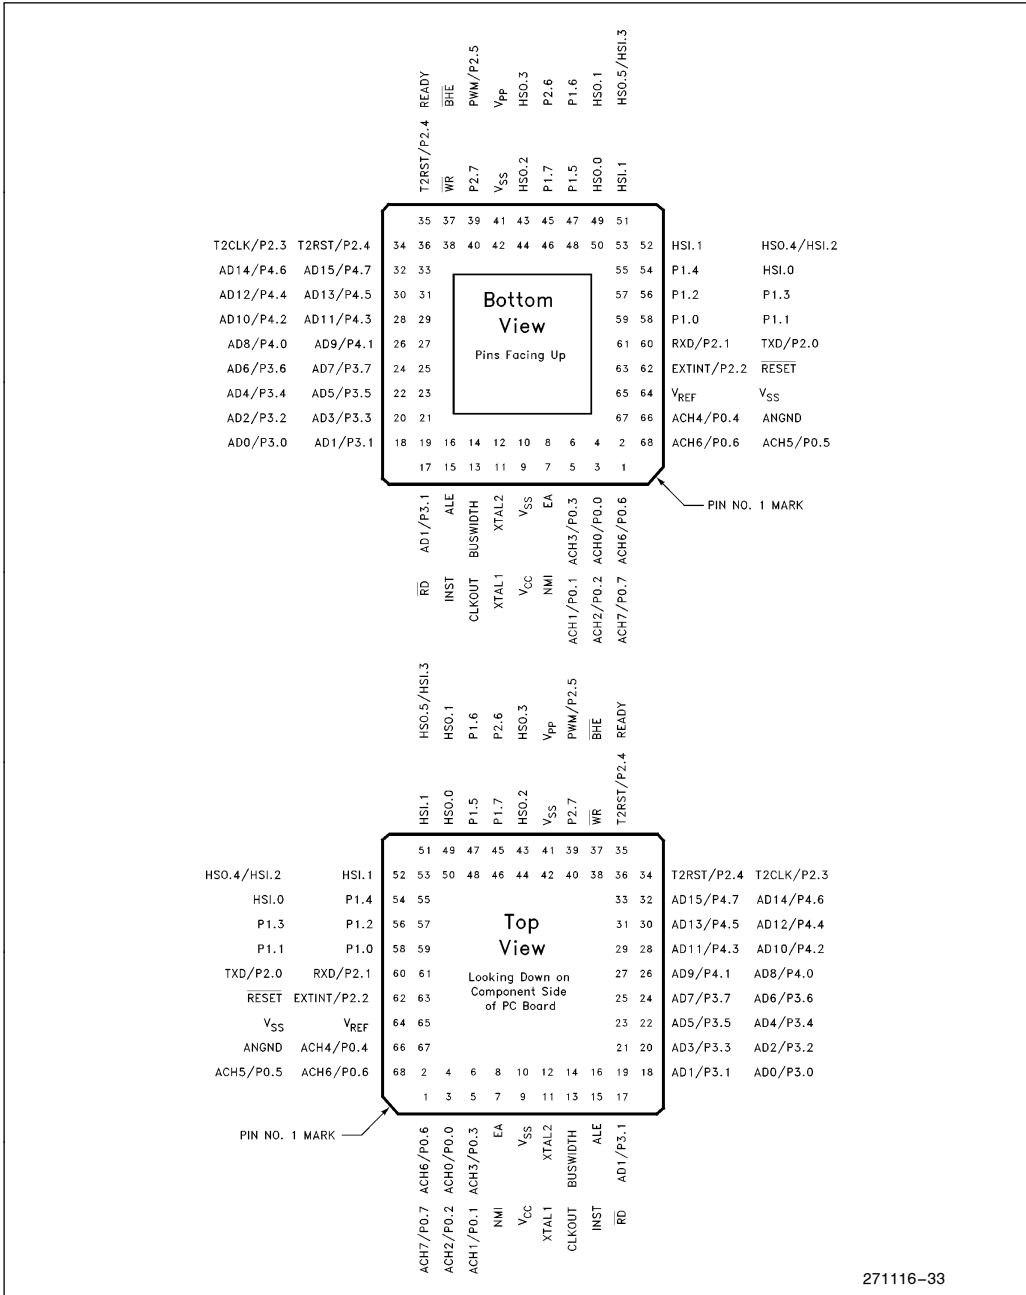 READY B̅H̅E̅ PWM/P2.5 VPP HSO.3 P2.6 P1.6 HSO.1 HSO.5/HSI.3
T2RST/P2.4 W̅R̅ P2.7 VSS HSO.2 P1.7 P1.5 HSO.0 HSI.1
35 37 39 41 43 45 47 49 51
T2CLK/P2.3 T2RST/P2.4 34 36 38 40 42 44 46 48 50 53 52 HSI.1 HSO.4/HSI.2
AD14/P4.6 AD15/P4.7 32 33 55 54 P1.4 HSI.0
AD12/P4.4 AD13/P4.5 30 31 57 56 P1.2 P1.3
AD10/P4.2 AD11/P4.3 28 29 59 58 P1.0 P1.1
AD8/P4.0 AD9/P4.1 26 27 61 60 RXD/P2.1 TXD/P2.0
AD6/P3.6 AD7/P3.7 24 25 63 62 EXTINT/P2.2 R̅E̅S̅E̅T̅
AD4/P3.4 AD5/P3.5 22 23 65 64 VREF VSS
AD2/P3.2 AD3/P3.3 20 21 67 66 ACH4/P0.4 ANGND
AD0/P3.0 AD1/P3.1 18 19 16 14 12 10 8 6 4 2 68 ACH6/P0.6 ACH5/P0.5
17 15 13 11 9 7 5 3 1
Bottom
View
Pins Facing Up
PIN NO. 1 MARK
AD1/P3.1 ALE BUSWIDTH XTAL2 VSS EA ACH3/P0.3 ACH0/P0.0 ACH6/P0.6
R̅D̅ INST CLKOUT XTAL1 VCC NMI ACH1/P0.1 ACH2/P0.2 ACH7/P0.7
HSO.5/HSI.3 HSO.1 P1.6 P2.6 HSO.3 VPP PWM/P2.5 B̅H̅E̅ READY
HSI.1 HSO.0 P1.5 P1.7 HSO.2 VSS P2.7 W̅R̅ T2RST/P2.4
51 49 47 45 43 41 39 37 35
HSO.4/HSI.2 HSI.1 52 53 50 48 46 44 42 40 38 36 34 T2RST/P2.4 T2CLK/P2.3
HSI.0 P1.4 54 55 33 32 AD15/P4.7 AD14/P4.6
P1.3 P1.2 56 57 31 30 AD13/P4.5 AD12/P4.4
P1.1 P1.0 58 59 29 28 AD11/P4.3 AD10/P4.2
TXD/P2.0 RXD/P2.1 60 61 27 26 AD9/P4.1 AD8/P4.0
R̅E̅S̅E̅T̅ EXTINT/P2.2 62 63 25 24 AD7/P3.7 AD6/P3.6
VSS VREF 64 65 23 22 AD5/P3.5 AD4/P3.4
ANGND ACH4/P0.4 66 67 21 20 AD3/P3.3 AD2/P3.2
ACH5/P0.5 ACH6/P0.6 68 2 4 6 8 10 12 14 16 19 18 AD1/P3.1 AD0/P3.0
1 3 5 7 9 11 13 15 17
Top
View
Looking Down on
Component Side
of PC Board
PIN NO. 1 MARK
ACH6/P0.6 ACH0/P0.0 ACH3/P0.3 EA VSS XTAL2 BUSWIDTH ALE AD1/P3.1
ACH7/P0.7 ACH2/P0.2 ACH1/P0.1 NMI VCC XTAL1 CLKOUT INST R̅D̅
271116–33